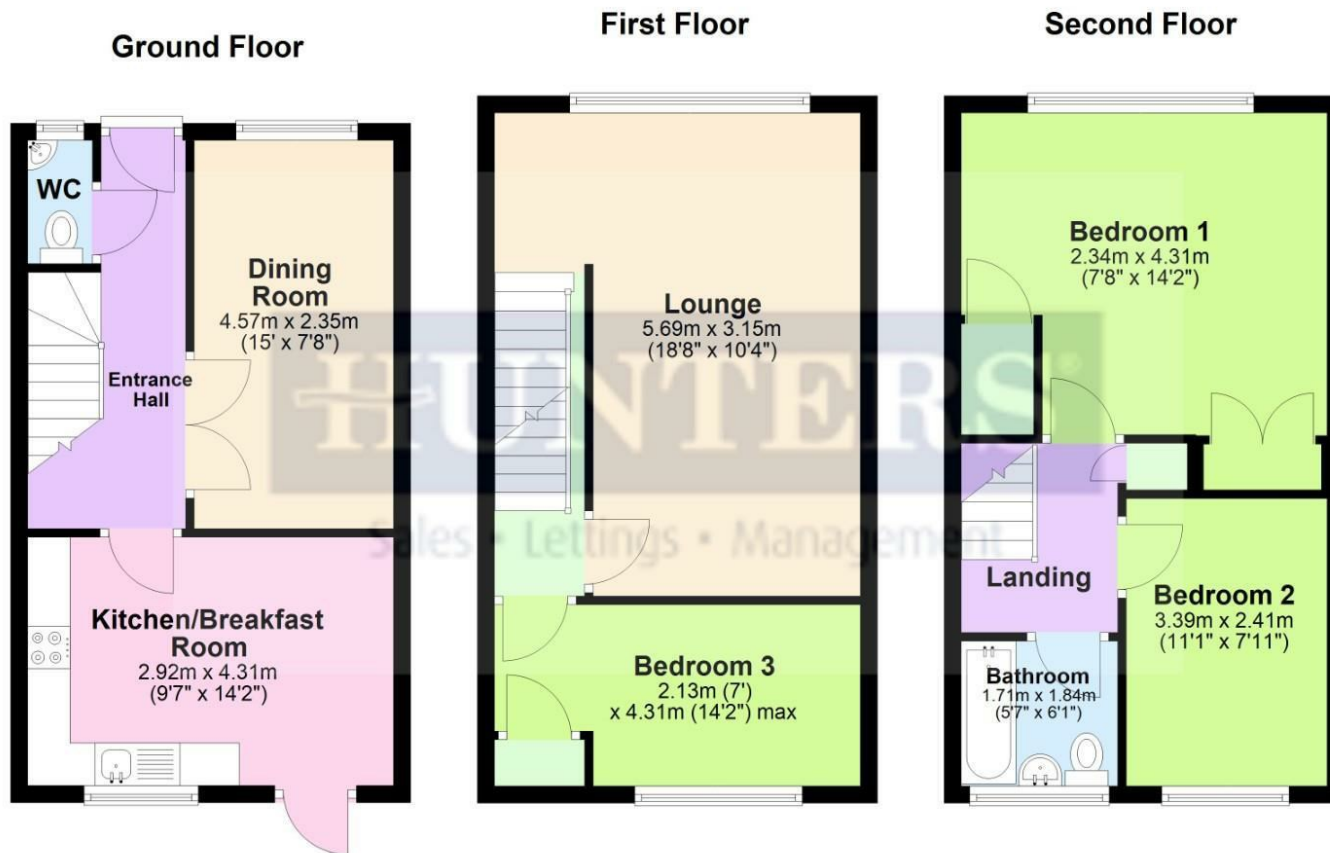 Ground Floor
First Floor
Second Floor
WC
Dining
Room
4.57m x 2.35m
(15' x 7'8")
Entrance
Hall
Kitchen/Breakfast
Room
2.92m x 4.31m
(9'7" x 14'2")
Lounge
5.69m x 3.15m
(18'8" x 10'4")
Bedroom 3
2.13m (7')
x 4.31m (14'2") max
Bedroom 1
2.34m x 4.31m
(7'8" x 14'2")
Landing
Bedroom 2
3.39m x 2.41m
(11'1" x 7'11")
Bathroom
1.71m x 1.84m
(5'7" x 6'1")
HUNTERS®
Sales • Lettings • Management